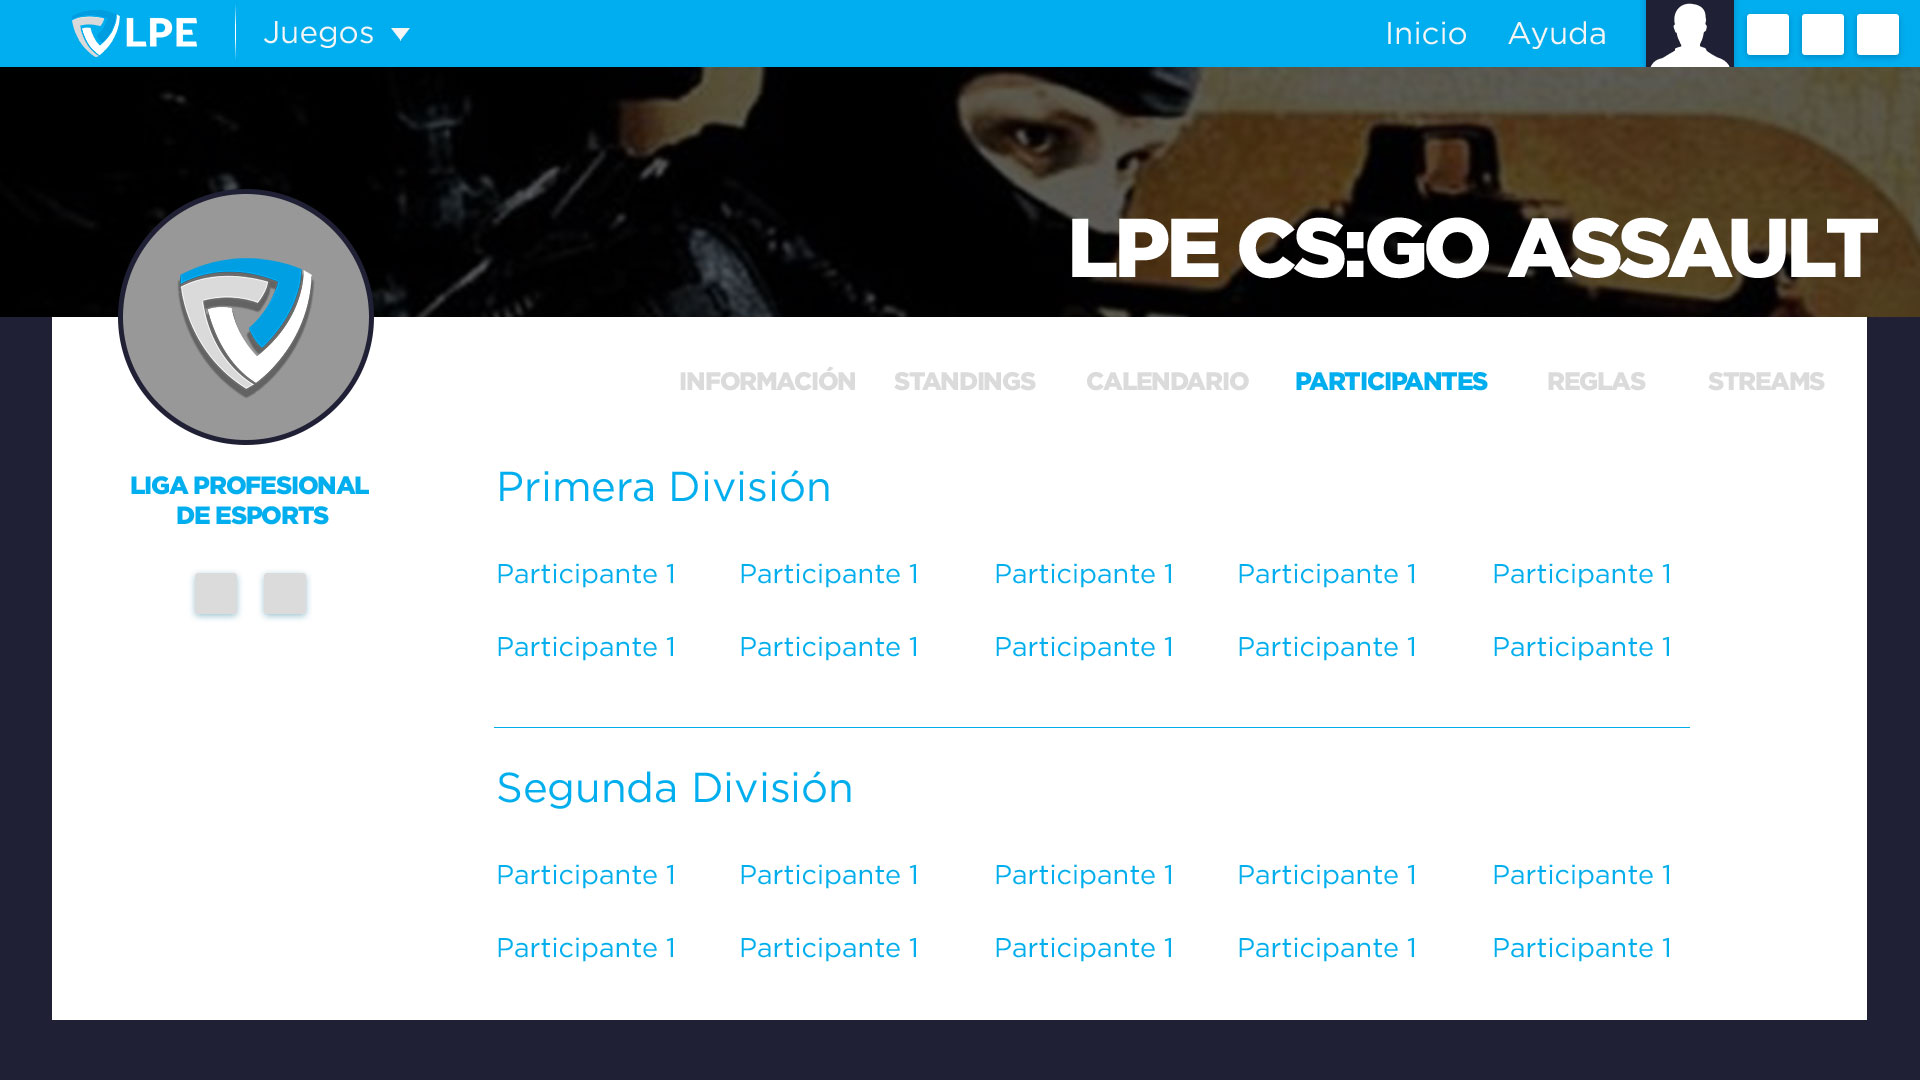 LPE
Juegos
Inicio
Ayuda
LPE CS:GO ASSAULT
INFORMACIÓN
STANDINGS
CALENDARIO
PARTICIPANTES
REGLAS
STREAMS
LIGA PROFESIONAL
DE ESPORTS
Primera División
Participante 1 Participante 1 Participante 1 Participante 1 Participante 1
Participante 1 Participante 1 Participante 1 Participante 1 Participante 1
Segunda División
Participante 1 Participante 1 Participante 1 Participante 1 Participante 1
Participante 1 Participante 1 Participante 1 Participante 1 Participante 1